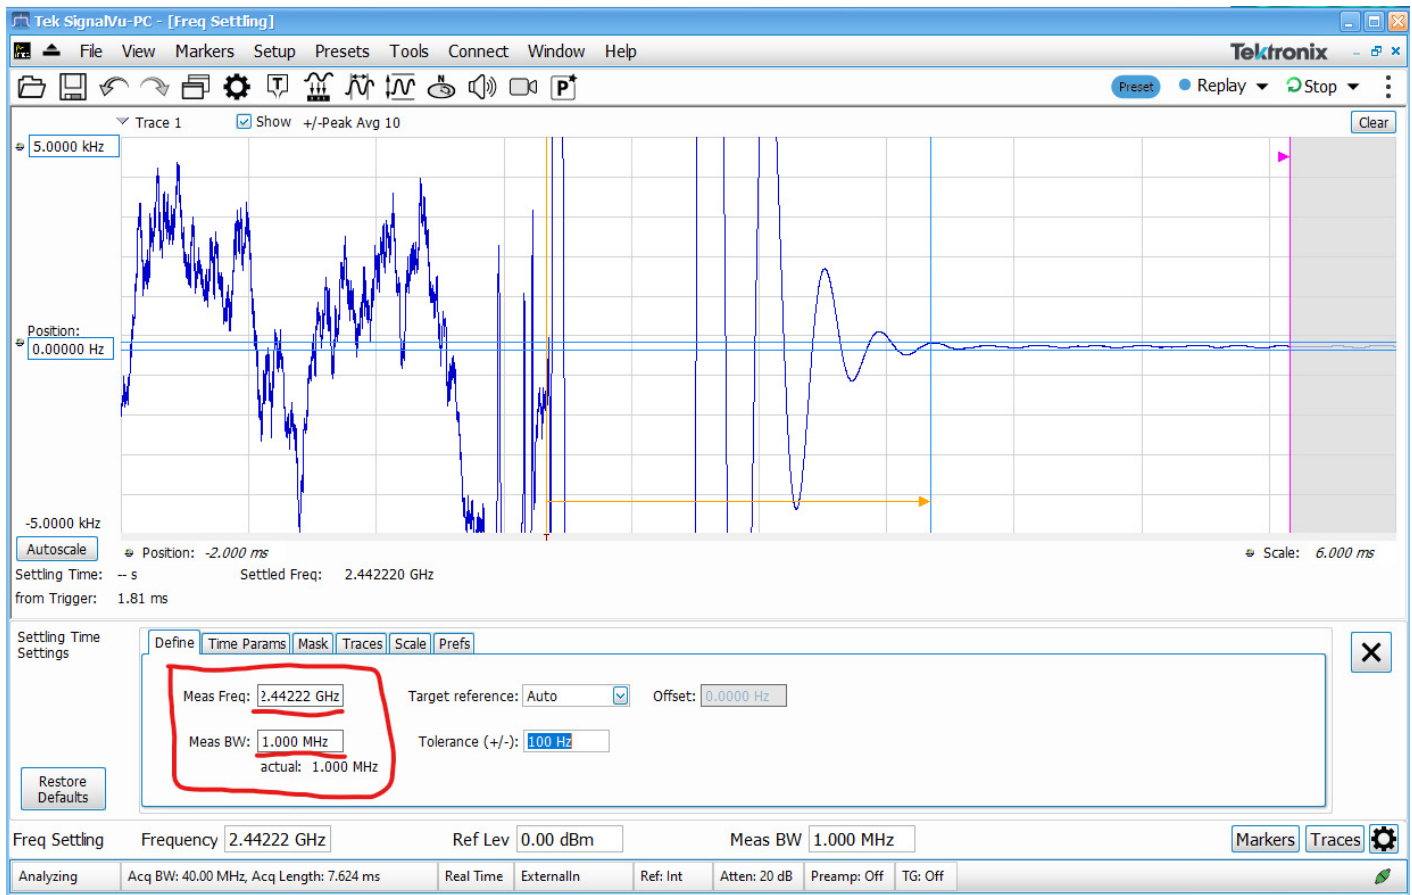 Tek SignalVu-PC - [Freq Settling]
File View Markers Setup Presets Tools Connect Window Help Tektronix
T P* Preset Replay Stop
Trace 1 Show +/-Peak Avg 10 Clear
5.0000 kHz
Position:
0.00000 Hz
-5.0000 kHz
T
Autoscale Position: -2.000 ms Scale: 6.000 ms
Settling Time: -- s Settled Freq: 2.442220 GHz
from Trigger: 1.81 ms
Settling Time
Settings
Define Time Params Mask Traces Scale Prefs
Meas Freq: 2.44222 GHz Target reference: Auto Offset: 0.0000 Hz
Meas BW: 1.000 MHz Tolerance (+/-): 100 Hz
actual: 1.000 MHz
Restore
Defaults
Freq Settling Frequency 2.44222 GHz Ref Lev 0.00 dBm Meas BW 1.000 MHz Markers Traces
Analyzing Acq BW: 40.00 MHz, Acq Length: 7.624 ms Real Time ExternalIn Ref: Int Atten: 20 dB Preamp: Off TG: Off